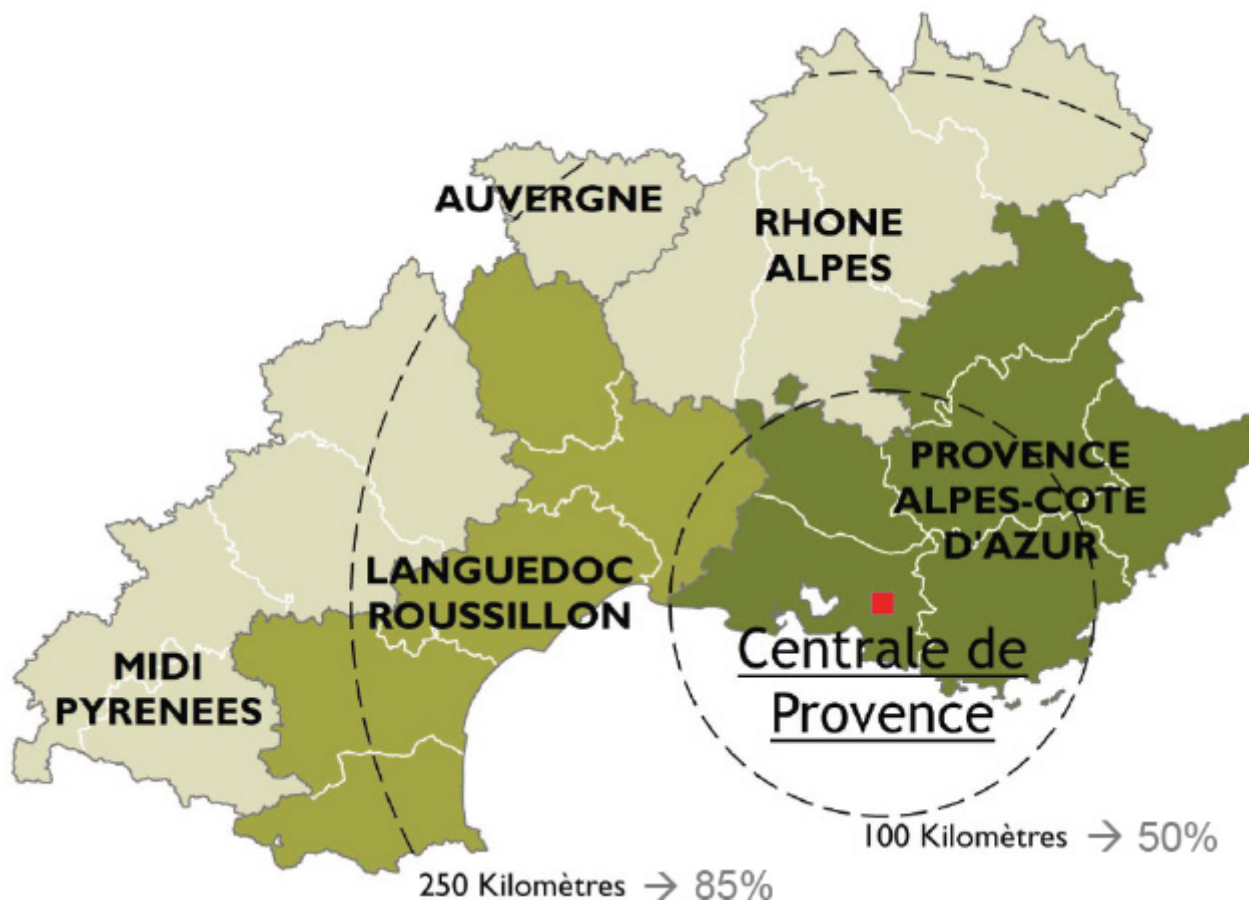 AUVERGNE
RHONE
ALPES
PROVENCE
ALPES-COTE
D'AZUR
LANGUEDOC
ROUSSILLON
MIDI
PYRENEES
Centrale de
Provence
100 Kilomètres → 50%
250 Kilomètres → 85%